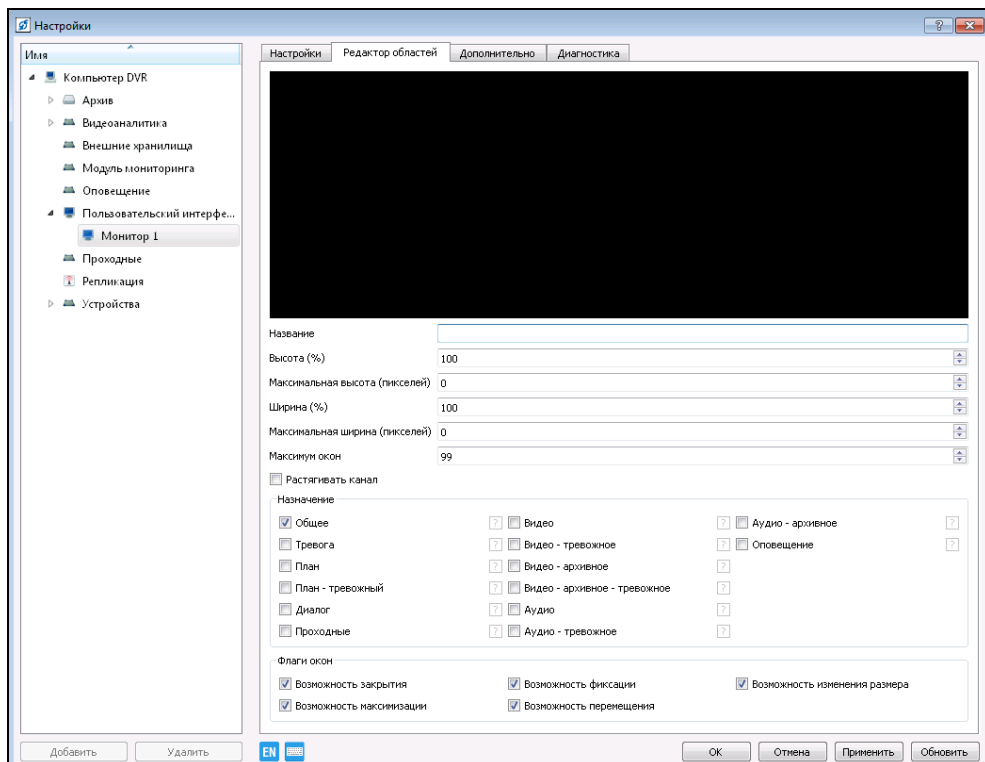 Настройки
?
Имя
Компьютер DVR
Архив
Видеоаналитика
Внешние хранилища
Модуль мониторинга
Оповещение
Пользовательский интерфе...
Монитор 1
Проходные
Репликация
Устройства
Добавить Удалить
Настройки Редактор областей Дополнительно Диагностика
Название
Высота (%) 100
Максимальная высота (пикселей) 0
Ширина (%) 100
Максимальная ширина (пикселей) 0
Максимум окон 99
Растягивать канал
Назначение
Общее ? Видео ? Аудио - архивное ?
Тревога ? Видео - тревожное ? Оповещение ?
План ? Видео - архивное ?
План - тревожный ? Видео - архивное - тревожное ?
Диалог ? Аудио ?
Проходные ? Аудио - тревожное ?
Флаги окон
Возможность закрытия Возможность фиксации Возможность изменения размера
Возможность максимизации Возможность перемещения
EN OK Отмена Применить Обновить